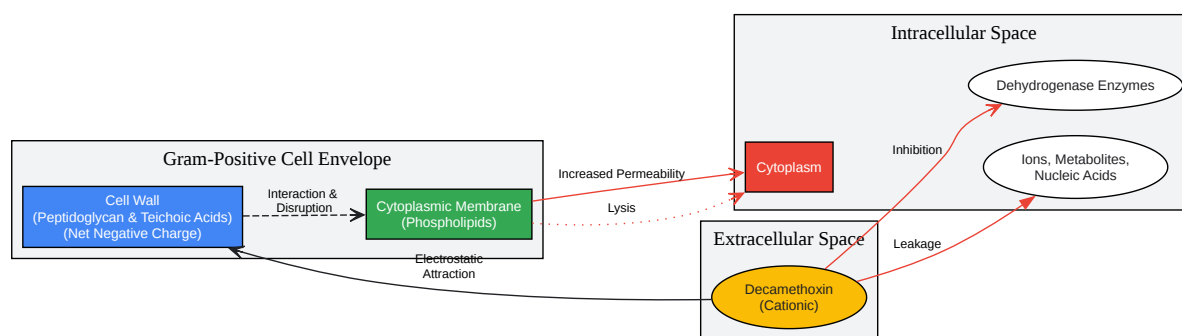 Intracellular Space
Dehydrogenase Enzymes
Inhibition
Ions, Metabolites,
Nucleic Acids
Cytoplasm
Gram-Positive Cell Envelope
Cell Wall
(Peptidoglycan & Teichoic Acids)
(Net Negative Charge)
Interaction &
Disruption
Cytoplasmic Membrane
(Phospholipids)
Increased Permeability
Lysis
Extracellular Space
Electrostatic
Attraction
Leakage
Decamethoxin
(Cationic)